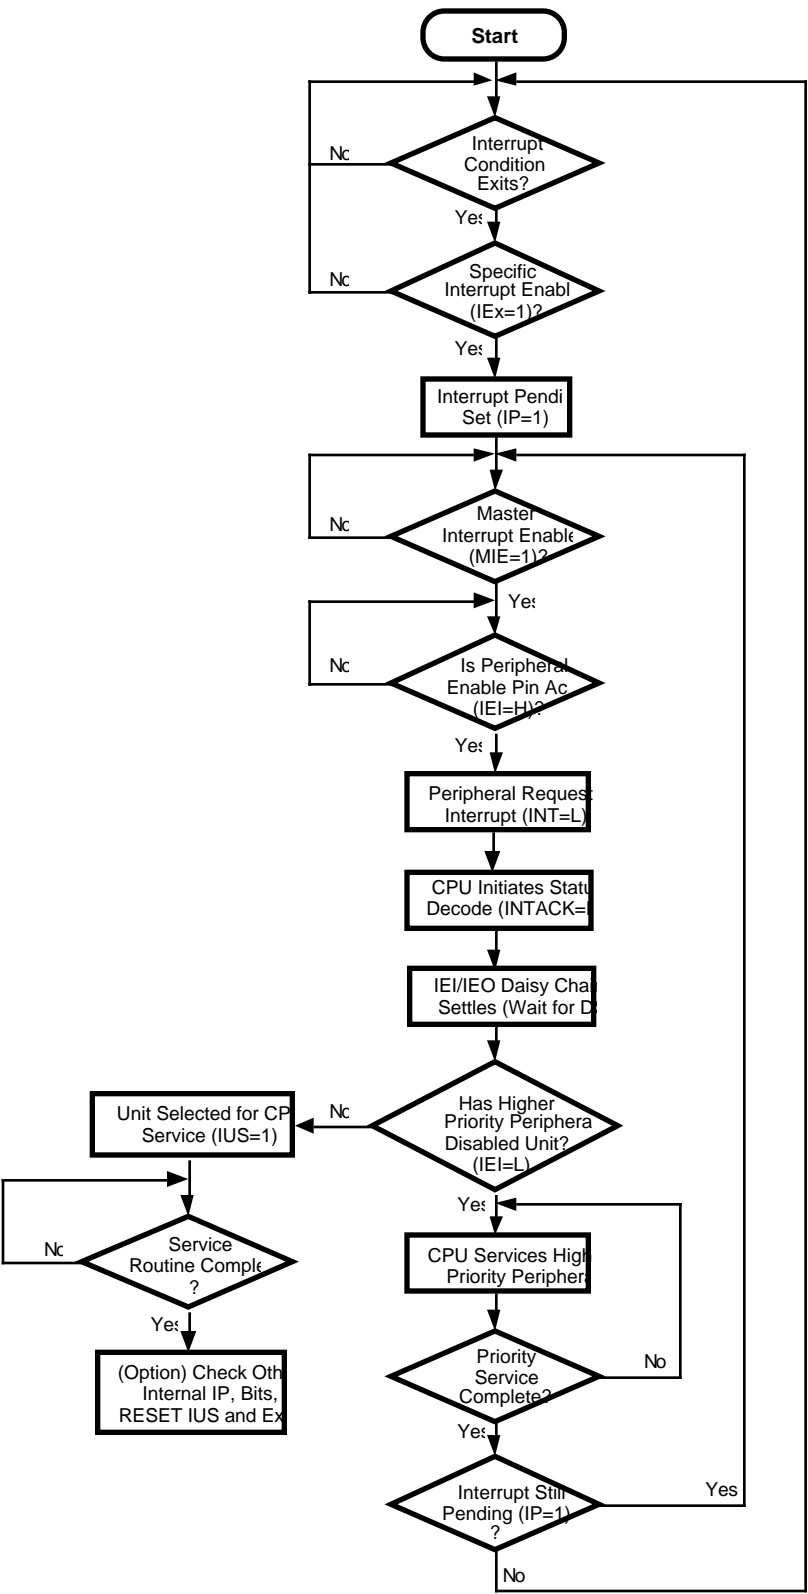 Start
Interrupt
Condition
Exits?
No
Yes
Specific
Interrupt Enabl
(IEx=1)?
No
Yes
Interrupt Pendi
Set (IP=1)
Master
Interrupt Enable
(MIE=1)?
No
Yes
Is Peripheral
Enable Pin Ac
(IEI=H)?
No
Yes
Peripheral Request
Interrupt (INT=L)
CPU Initiates Statu
Decode (INTACK=
IEI/IEO Daisy Chai
Settles (Wait for D
Has Higher
Priority Periphera
Disabled Unit?
(IEI=L)
No
Unit Selected for CP
Service (IUS=1)
Service
Routine Comple
?
No
Yes
(Option) Check Oth
Internal IP, Bits,
RESET IUS and Ex
Yes
CPU Services High
Priority Periphera
Priority
Service
Complete?
No
Yes
Interrupt Still
Pending (IP=1)
?
Yes
No